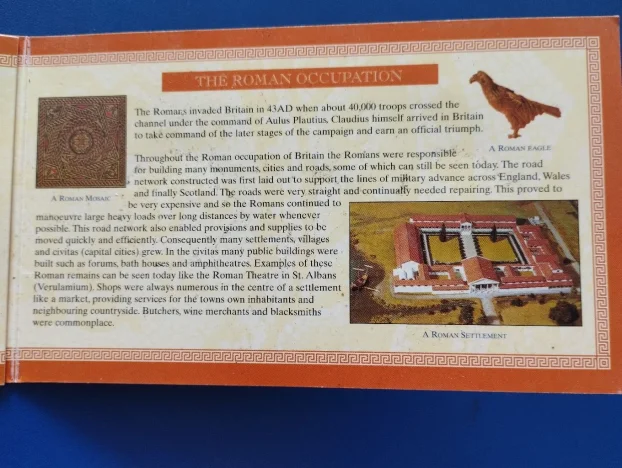 THE ROMAN OCCUPATION
The Romans invaded Britain in 43AD when about 40,000 troops crossed the
channel under the command of Aulus Plautius, Claudius himself arrived in Britain
to take command of the later stages of the campaign and earn an official triumph.
A ROMAN EAGLE
A ROMAN MOSAIC
Throughout the Roman occupation of Britain the Romans were responsible
for building many monuments, cities and roads, some of which can still be seen today. The road
network constructed was first laid out to support the lines of military advance across England, Wales
and finally Scotland. The roads were very straight and continually needed repairing. This proved to
be very expensive and so the Romans continued to
manoeuvre large heavy loads over long distances by water whenever
possible. This road network also enabled provisions and supplies to be
moved quickly and efficiently. Consequently many settlements, villages
and civitas (capital cities) grew. In the civitas many public buildings were
built such as forums, bath houses and amphitheatres. Examples of these
Roman remains can be seen today like the Roman Theatre in St. Albans
(Verulamium). Shops were always numerous in the centre of a settlement
like a market, providing services for the towns own inhabitants and
neighbouring countryside. Butchers, wine merchants and blacksmiths
were commonplace.
A ROMAN SETTLEMENT